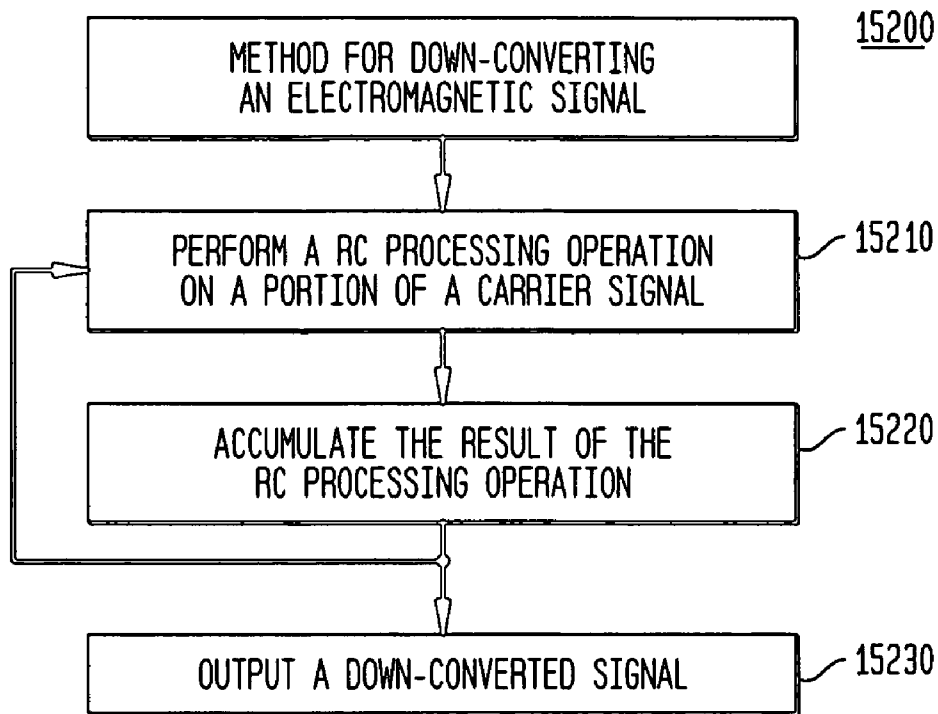 15200
METHOD FOR DOWN-CONVERTING
AN ELECTROMAGNETIC SIGNAL
PERFORM A RC PROCESSING OPERATION
ON A PORTION OF A CARRIER SIGNAL
15210
ACCUMULATE THE RESULT OF THE
RC PROCESSING OPERATION
15220
OUTPUT A DOWN-CONVERTED SIGNAL
15230